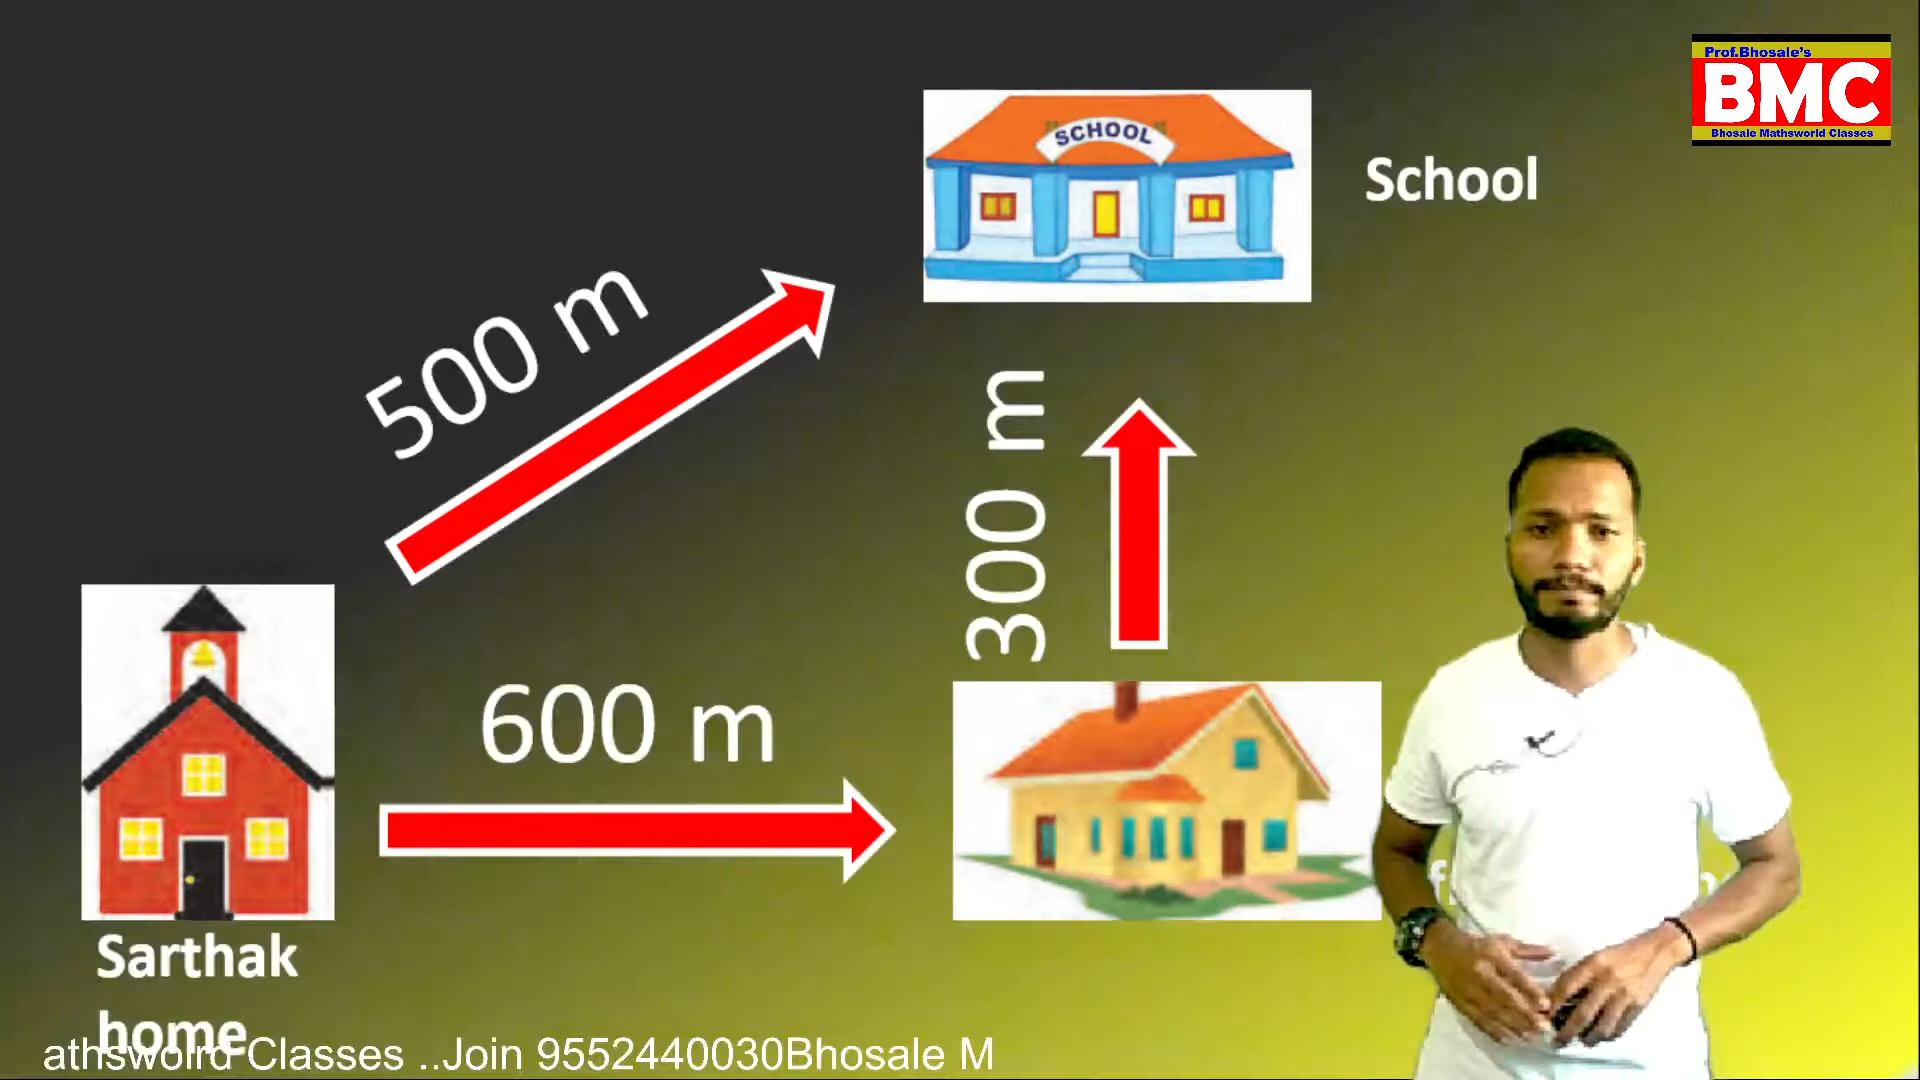 Prof.Bhosale's
BMC
Bhosale Mathsworld Classes
SCHOOL
School
500 m
300 m
600 m
Sarthak
home
athswolrd Classes ..Join 9552440030Bhosale M